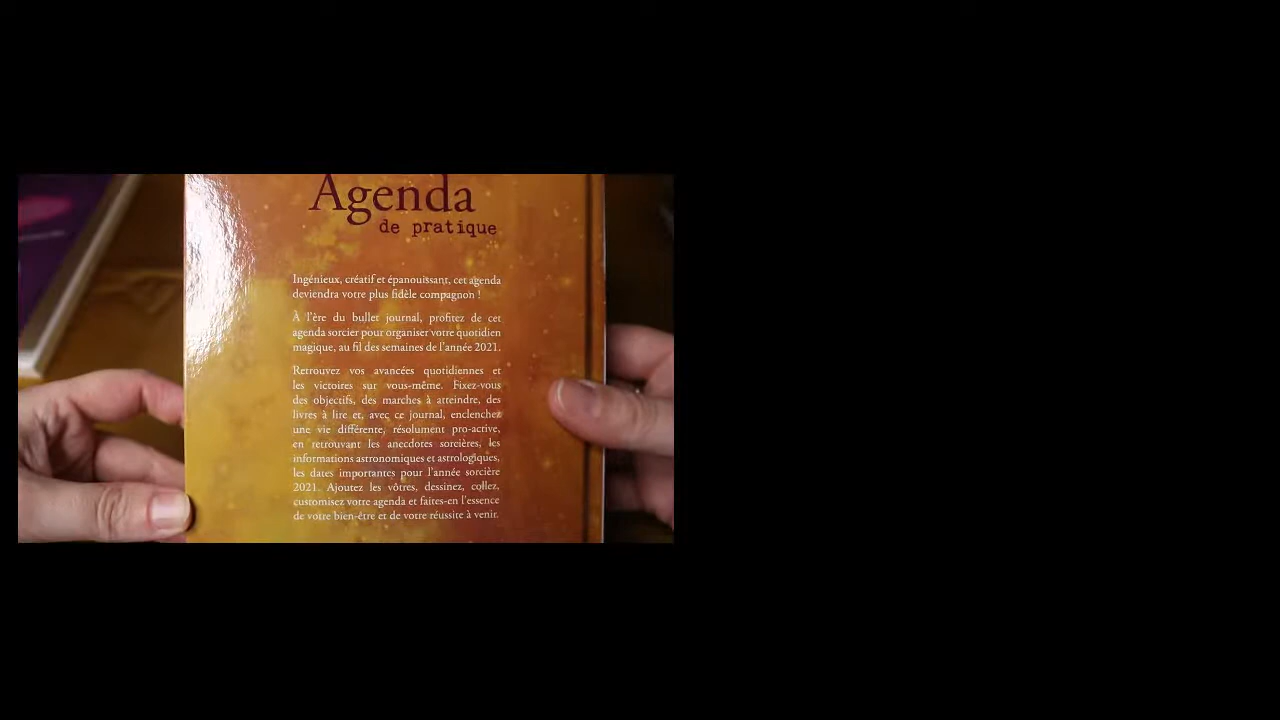 Agenda
de pratique
Ingénieux, créatif et épanouissant, cet agenda
deviendra votre plus fidèle compagnon !
À l'ère du bullet journal, profitez de cet
agenda sorcier pour organiser votre quotidien
magique, au fil des semaines de l'année 2021.
Retrouvez vos avancées quotidiennes et
les victoires sur vous-même. Fixez-vous
des objectifs, des marches à atteindre, des
livres à lire et, avec ce journal, enclenchez
une vie différente, résolument pro-active,
en retrouvant les anecdotes sorcières, les
informations astronomiques et astrologiques,
les dates importantes pour l'année sorcière
2021. Ajoutez les vôtres, dessinez, collez,
customisez votre agenda et faites-en l'essence
de votre bien-être et de votre réussite à venir.